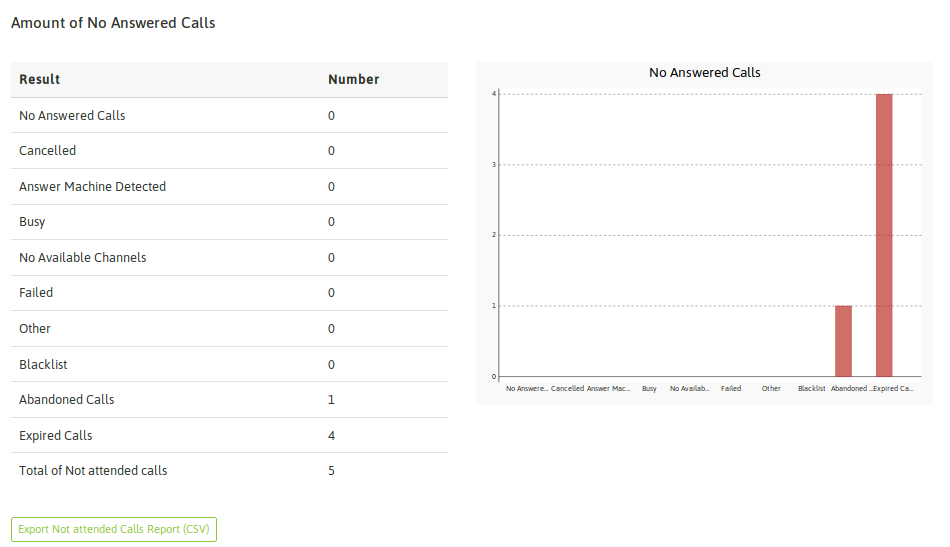 Amount of No Answered Calls
Result Number
No Answered Calls 0
Cancelled 0
Answer Machine Detected 0
Busy 0
No Available Channels 0
Failed 0
Other 0
Blacklist 0
Abandoned Calls 1
Expired Calls 4
Total of Not attended calls 5
Export Not attended Calls Report (CSV)
No Answered Calls
4
3
2
1
0
No Answere... Cancelled Answer Mac... Busy No Availab... Failed Other Blacklist Abandoned ... Expired Ca...